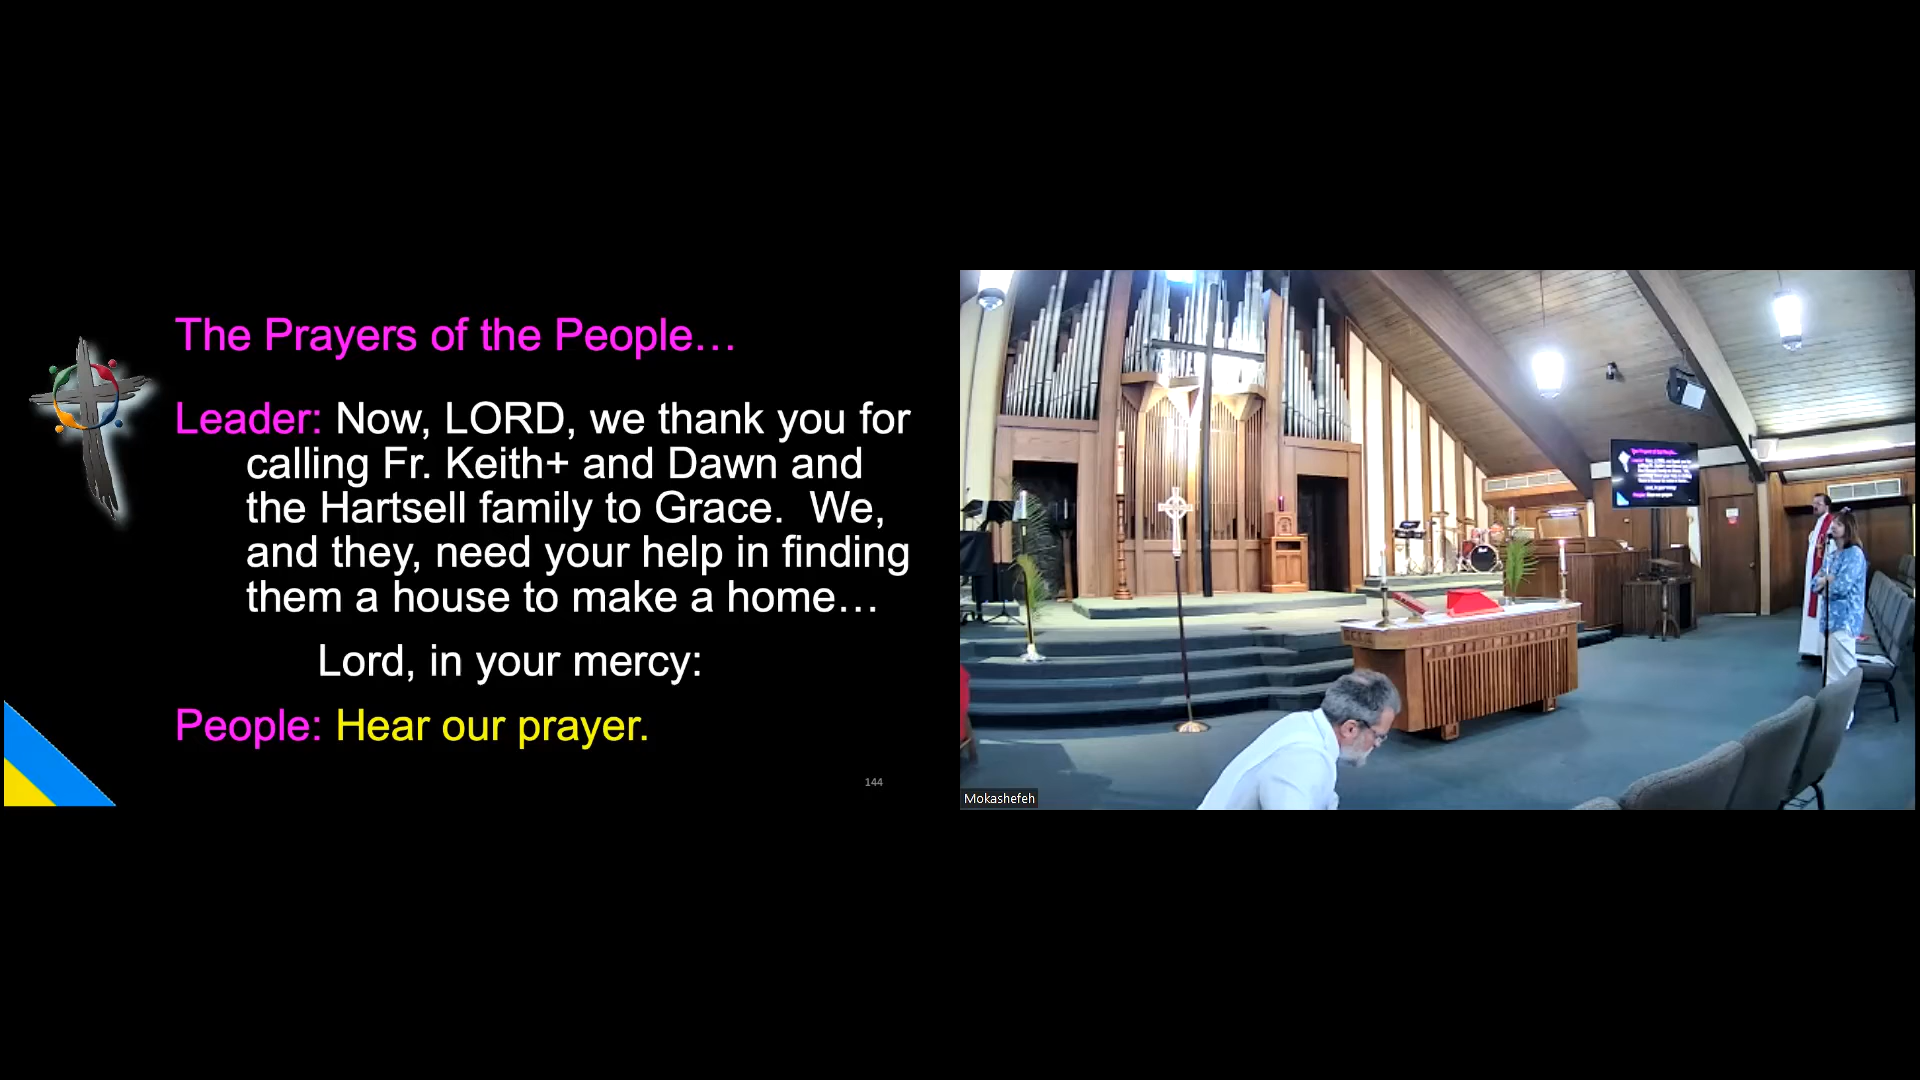 The Prayers of the People…
Leader: Now, LORD, we thank you for
calling Fr. Keith+ and Dawn and
the Hartsell family to Grace.  We,
and they, need your help in finding
them a house to make a home…
Lord, in your mercy:
People: Hear our prayer.
144
Mokashefeh